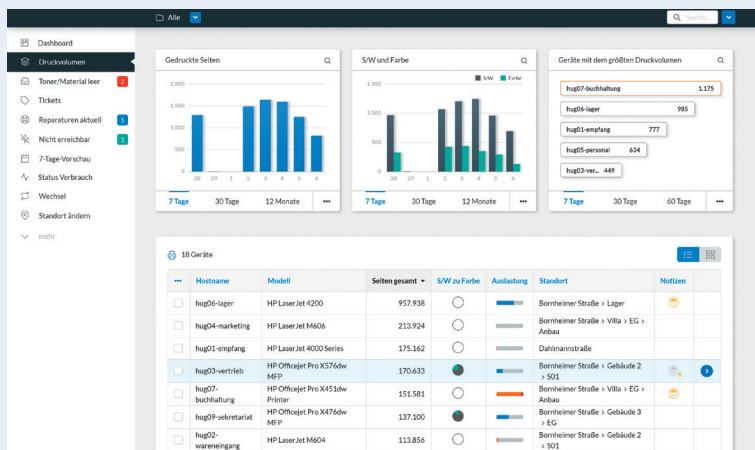 Alle
Suche...
Dashboard
Druckvolumen
Toner/Material leer 2
Tickets
Reparaturen aktuell 1
Nicht erreichbar 1
7-Tage-Vorschau
Status Verbrauch
Wechsel
Standort ändern
mehr
Gedruckte Seiten
2.000
1.500
1.000
500
0
28 29 1 2 3 4 5 6
7 Tage 30 Tage 12 Monate
S/W und Farbe
S/W Farbe
1.500
1.000
500
0
28 29 1 2 3 4 5 6
7 Tage 30 Tage 12 Monate
Geräte mit dem größten Druckvolumen
hug07-buchhaltung 1.175
hug06-lager 985
hug01-empfang 777
hug05-personal 634
hug03-ver... 449
7 Tage 30 Tage 60 Tage
18 Geräte
Hostname Modell Seiten gesamt S/W zu Farbe Auslastung Standort Notizen
hug06-lager HP LaserJet 4200 957.938 Bornheimer Straße > Lager
hug04-marketing HP LaserJet M606 213.924 Bornheimer Straße > Villa > EG >
Anbau
hug01-empfang HP LaserJet 4000 Series 175.162 Dahlmannstraße
hug03-vertrieb HP Officejet Pro X576dw
MFP 170.633 Bornheimer Straße > Gebäude 2
> S01
hug07-
buchhaltung HP Officejet Pro X451dw
Printer 151.581 Bornheimer Straße > Villa > EG >
Anbau
hug09-sekretariat HP Officejet Pro X476dw
MFP 137.100 Bornheimer Straße > Gebäude 3
> EG
hug02-
wareneingang HP LaserJet M604 113.856 Bornheimer Straße > Gebäude 2
> S01